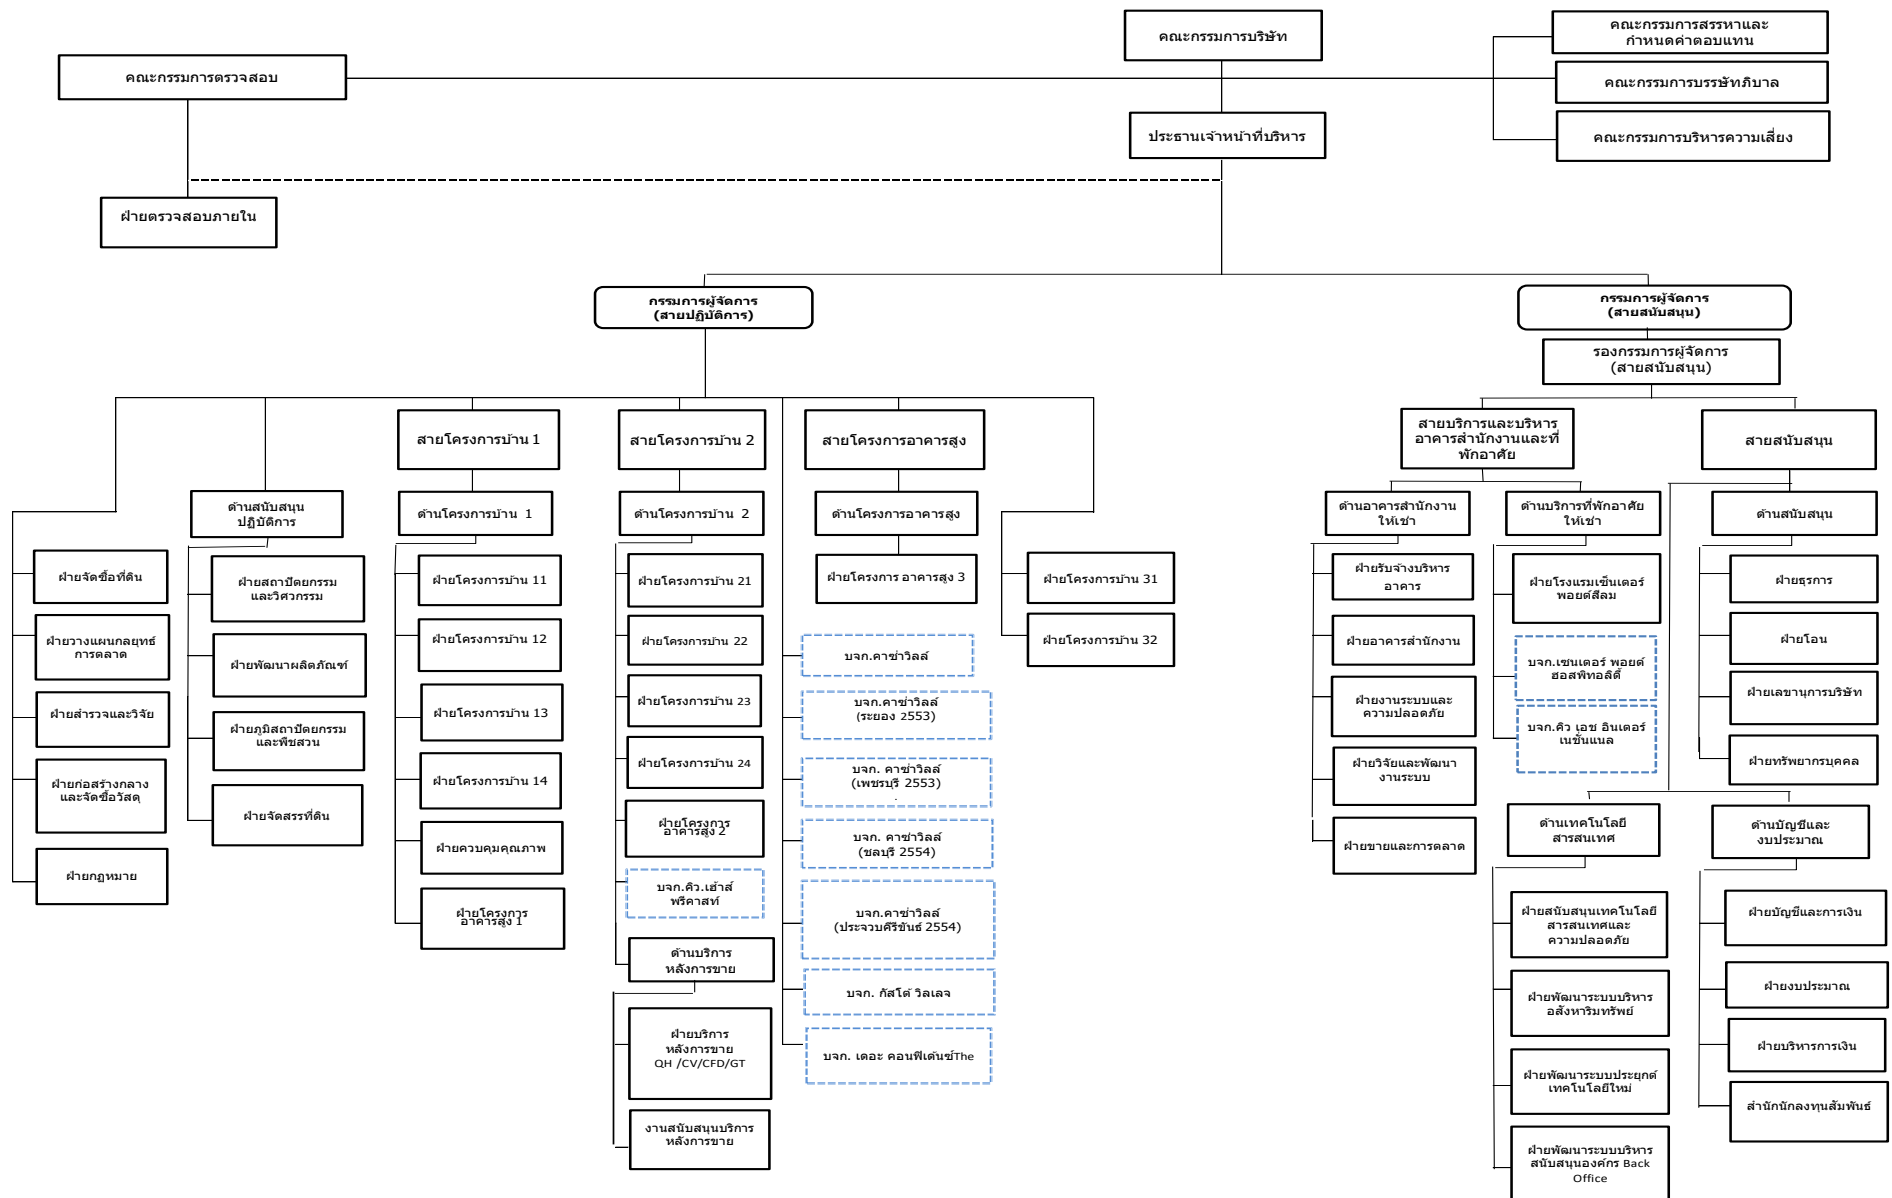 คณะกรรมการบริษัท
คณะกรรมการสรรหาและ
กำหนดค่าตอบแทน
คณะกรรมการตรวจสอบ
คณะกรรมการบรรษัทภิบาล
ประธานเจ้าหน้าที่บริหาร
คณะกรรมการบริหารความเสี่ยง
ฝ่ายตรวจสอบภายใน
กรรมการผู้จัดการ
(สายปฏิบัติการ)
กรรมการผู้จัดการ
(สายสนับสนุน)
รองกรรมการผู้จัดการ
(สายสนับสนุน)
สายโครงการบ้าน 1
สายโครงการบ้าน 2
สายโครงการอาคารสูง
สายบริการและบริหาร
อาคารสำนักงานและที่
พักอาศัย
สายสนับสนุน
ด้านสนับสนุน
ปฏิบัติการ
ด้านโครงการบ้าน 1
ด้านโครงการบ้าน 2
ด้านโครงการอาคารสูง
ด้านอาคารสำนักงาน
ให้เช่า
ด้านบริการที่พักอาศัย
ให้เช่า
ด้านสนับสนุน
ฝ่ายจัดซื้อที่ดิน
ฝ่ายวางแผนกลยุทธ์
การตลาด
ฝ่ายสำรวจและวิจัย
ฝ่ายก่อสร้างกลาง
และจัดซื้อวัสดุ
ฝ่ายกฎหมาย
ฝ่ายสถาปัตยกรรม
และวิศวกรรม
ฝ่ายพัฒนาผลิตภัณฑ์
ฝ่ายภูมิสถาปัตยกรรม
และพืชสวน
ฝ่ายจัดสรรที่ดิน
ฝ่ายโครงการบ้าน 11
ฝ่ายโครงการบ้าน 12
ฝ่ายโครงการบ้าน 13
ฝ่ายโครงการบ้าน 14
ฝ่ายควบคุมคุณภาพ
ฝ่ายโครงการ
อาคารสูง 1
ฝ่ายโครงการบ้าน 21
ฝ่ายโครงการบ้าน 22
ฝ่ายโครงการบ้าน 23
ฝ่ายโครงการบ้าน 24
ฝ่ายโครงการ
อาคารสูง 2
บจก.คิว.เฮ้าส์
พรีคาสท์
ด้านบริการ
หลังการขาย
ฝ่ายบริการ
หลังการขาย
QH /CV/CFD/GT
งานสนับสนุนบริการ
หลังการขาย
ฝ่ายโครงการ อาคารสูง 3
บจก.คาซ่าวิลล์
บจก.คาซ่าวิลล์
(ระยอง 2553)
บจก. คาซ่าวิลล์
(เพชรบุรี 2553)
.
บจก. คาซ่าวิลล์
(ชลบุรี 2554)
บจก.คาซ่าวิลล์
(ประจวบคีรีขันธ์ 2554)
บจก. กัสโต้ วิลเลจ
บจก. เดอะ คอนฟิเด้นซ์The
ฝ่ายโครงการบ้าน 31
ฝ่ายโครงการบ้าน 32
ฝ่ายรับจ้างบริหาร
อาคาร
ฝ่ายอาคารสำนักงาน
ฝ่ายงานระบบและ
ความปลอดภัย
ฝ่ายวิจัยและพัฒนา
งานระบบ
ฝ่ายขายและการตลาด
ฝ่ายโรงแรมเซ็นเตอร์
พอยต์สีลม
บจก.เซนเตอร์ พอยต์
ฮอสพิทอลิตี้
บจก.คิว เอช อินเตอร์
เนชั่นแนล
ฝ่ายธุรการ
ฝ่ายโอน
ฝ่ายเลขานุการบริษัท
ฝ่ายทรัพยากรบุคคล
ด้านเทคโนโลยี
สารสนเทศ
ด้านบัญชีและ
งบประมาณ
ฝ่ายสนับสนุนเทคโนโลยี
สารสนเทศและ
ความปลอดภัย
ฝ่ายพัฒนาระบบบริหาร
อสังหาริมทรัพย์
ฝ่ายพัฒนาระบบประยุกต์
เทคโนโลยีใหม่
ฝ่ายพัฒนาระบบบริหาร
สนับสนุนองค์กร Back
Office
ฝ่ายบัญชีและการเงิน
ฝ่ายงบประมาณ
ฝ่ายบริหารการเงิน
สำนักนักลงทุนสัมพันธ์